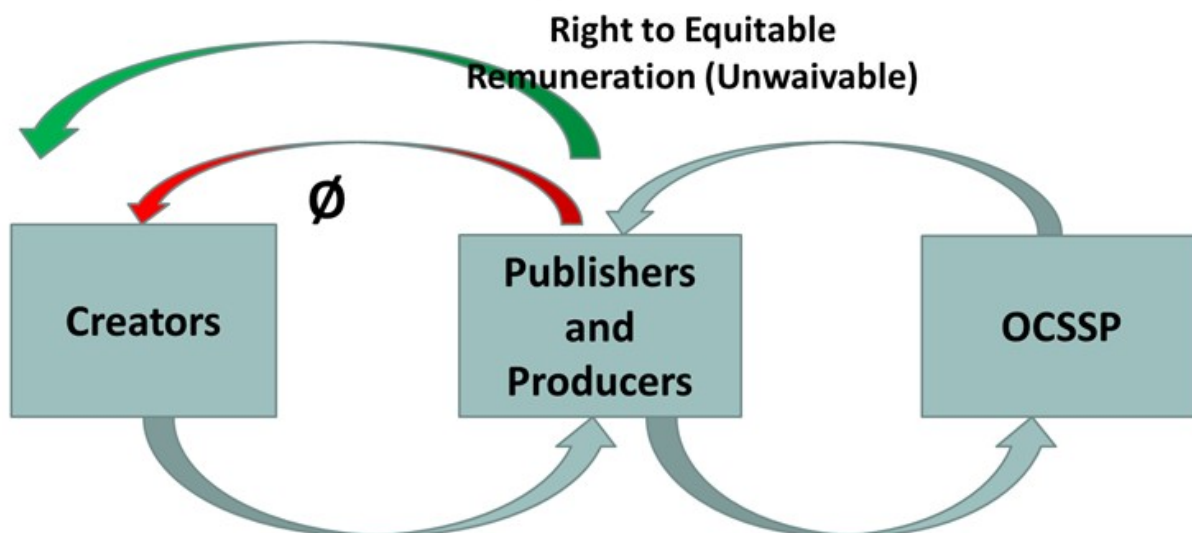 Right to Equitable
Remuneration (Unwaivable)
Ø
Creators
Publishers
and
Producers
OCSSP